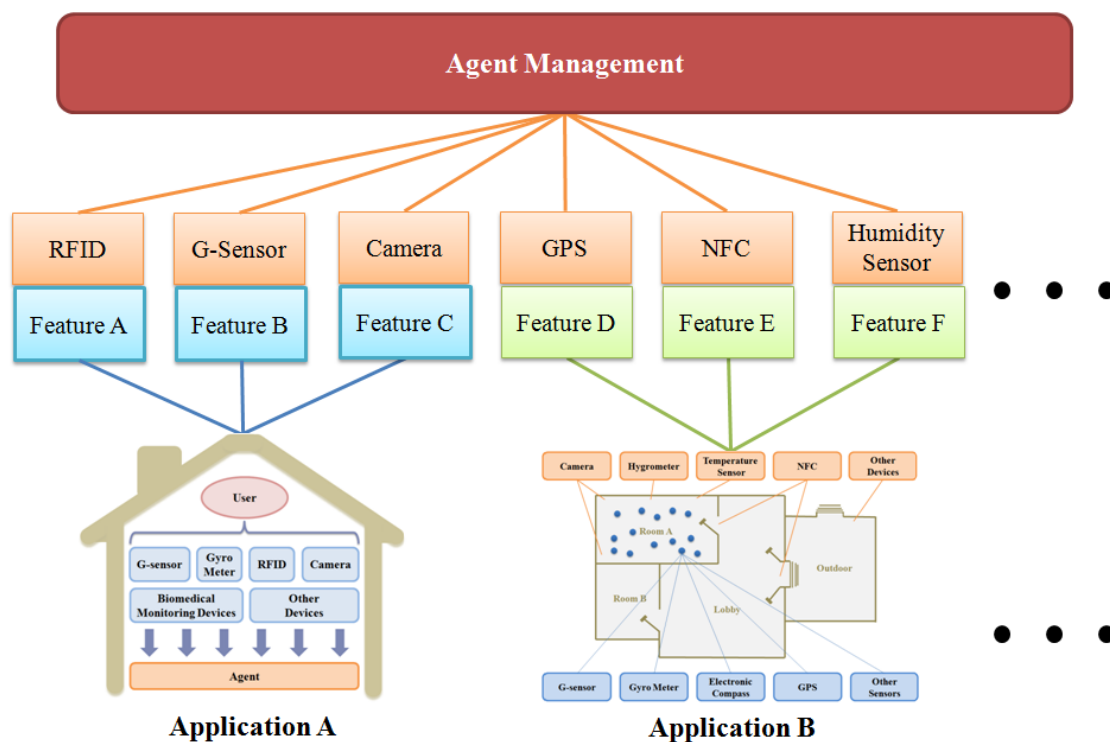 Agent Management
RFID
G-Sensor
Camera
GPS
NFC
Humidity
Sensor
Feature A
Feature B
Feature C
Feature D
Feature E
Feature F
User
G-sensor
Gyro
Meter
RFID
Camera
Biomedical
Monitoring Devices
Other
Devices
Agent
Application A
Camera
Hygrometer
Temperature
Sensor
NFC
Other
Devices
Room A
Room B
Lobby
Outdoor
G-sensor
Gyro Meter
Electronic
Compass
GPS
Other
Sensors
Application B